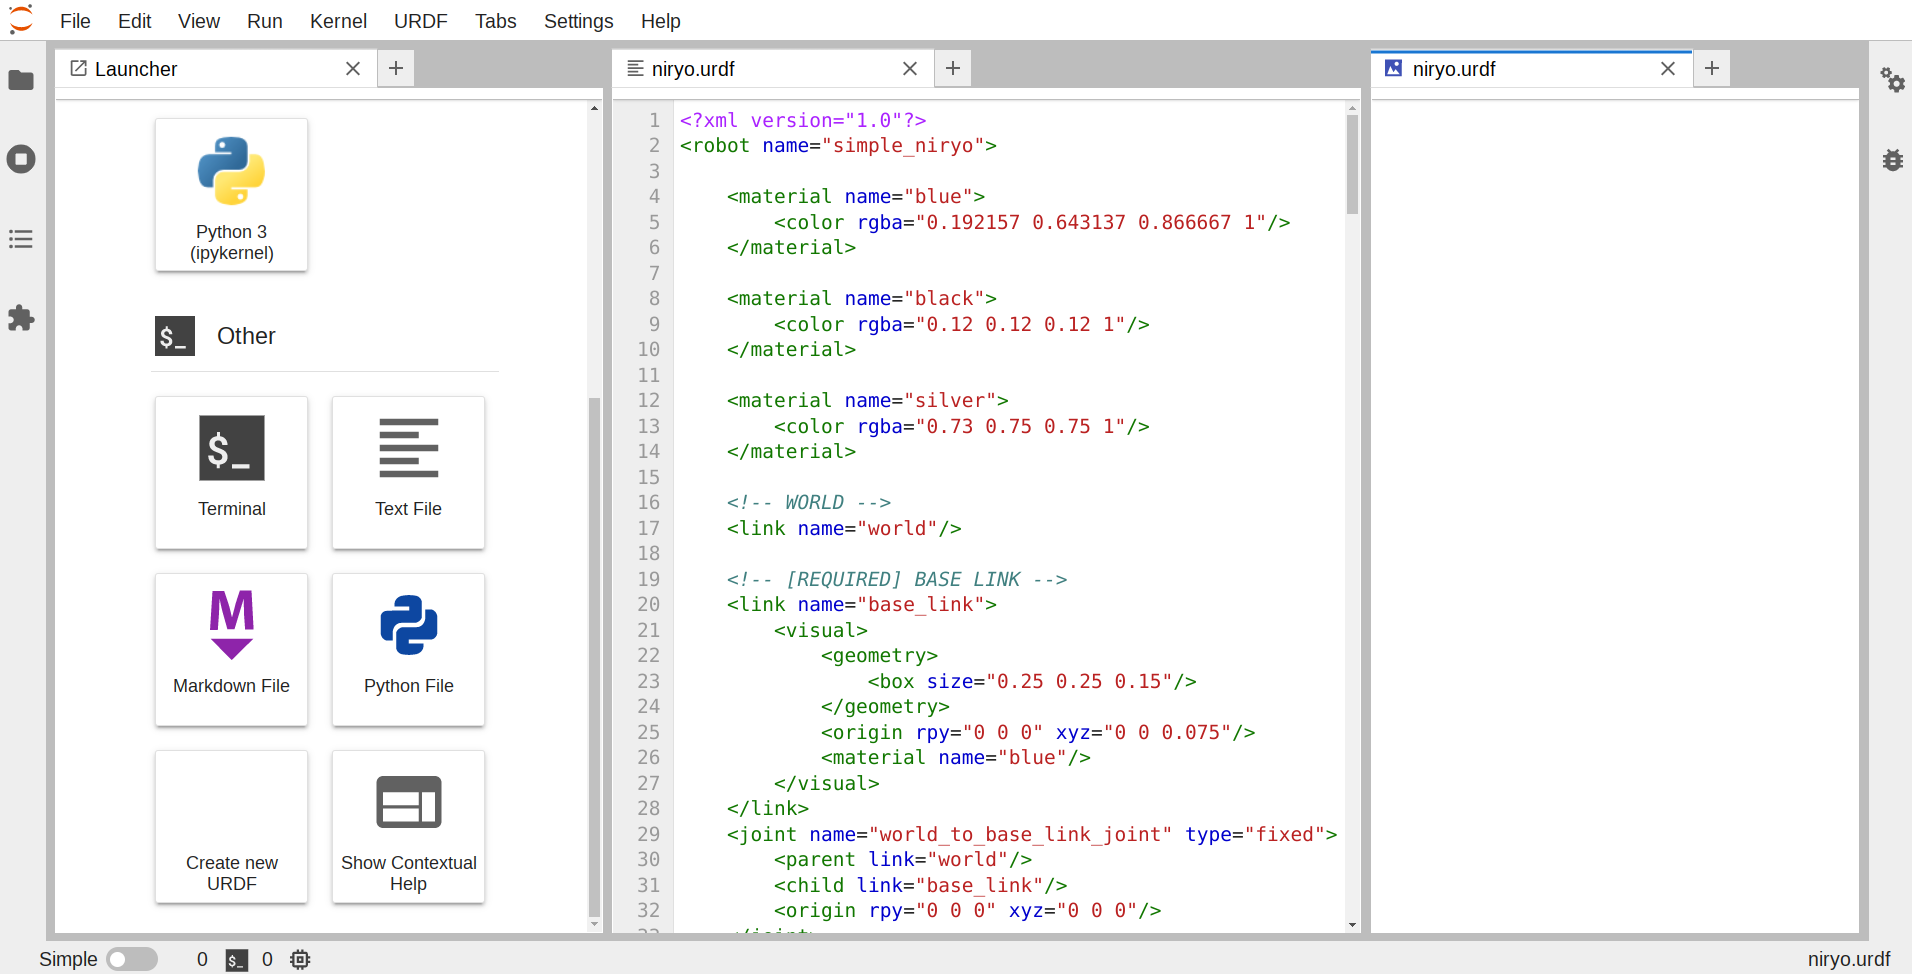 File Edit View Run Kernel URDF Tabs Settings Help
Launcher
Python 3
(ipykernel)
$_ Other
$_
Terminal
Text File
M
Markdown File
Python File
Create new
URDF
Show Contextual
Help
niryo.urdf
1 <?xml version="1.0"?>
2 <robot name="simple_niryo">
3
4 <material name="blue">
5 <color rgba="0.192157 0.643137 0.866667 1"/>
6 </material>
7
8 <material name="black">
9 <color rgba="0.12 0.12 0.12 1"/>
10 </material>
11
12 <material name="silver">
13 <color rgba="0.73 0.75 0.75 1"/>
14 </material>
15
16 <!-- WORLD -->
17 <link name="world"/>
18
19 <!-- [REQUIRED] BASE LINK -->
20 <link name="base_link">
21 <visual>
22 <geometry>
23 <box size="0.25 0.25 0.15"/>
24 </geometry>
25 <origin rpy="0 0 0" xyz="0 0 0.075"/>
26 <material name="blue"/>
27 </visual>
28 </link>
29 <joint name="world_to_base_link_joint" type="fixed">
30 <parent link="world"/>
31 <child link="base_link"/>
32 <origin rpy="0 0 0" xyz="0 0 0"/>
niryo.urdf
Simple 0 $_ 0
niryo.urdf